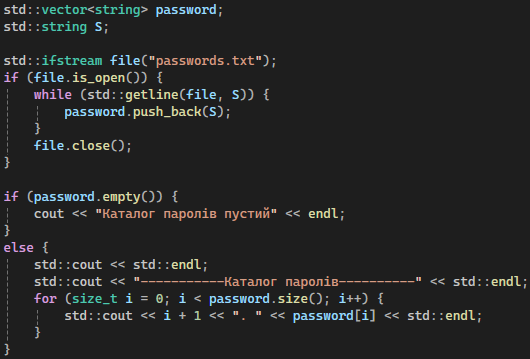 std::vector<string> password;
std::string S;
std::ifstream file("passwords.txt");
if (file.is_open()) {
while (std::getline(file, S)) {
password.push_back(S);
}
file.close();
}
if (password.empty()) {
cout << "Каталог паролів пустий" << endl;
}
else {
std::cout << std::endl;
std::cout << "-----------Каталог паролів----------" << std::endl;
for (size_t i = 0; i < password.size(); i++) {
std::cout << i + 1 << ". " << password[i] << std::endl;
}
}